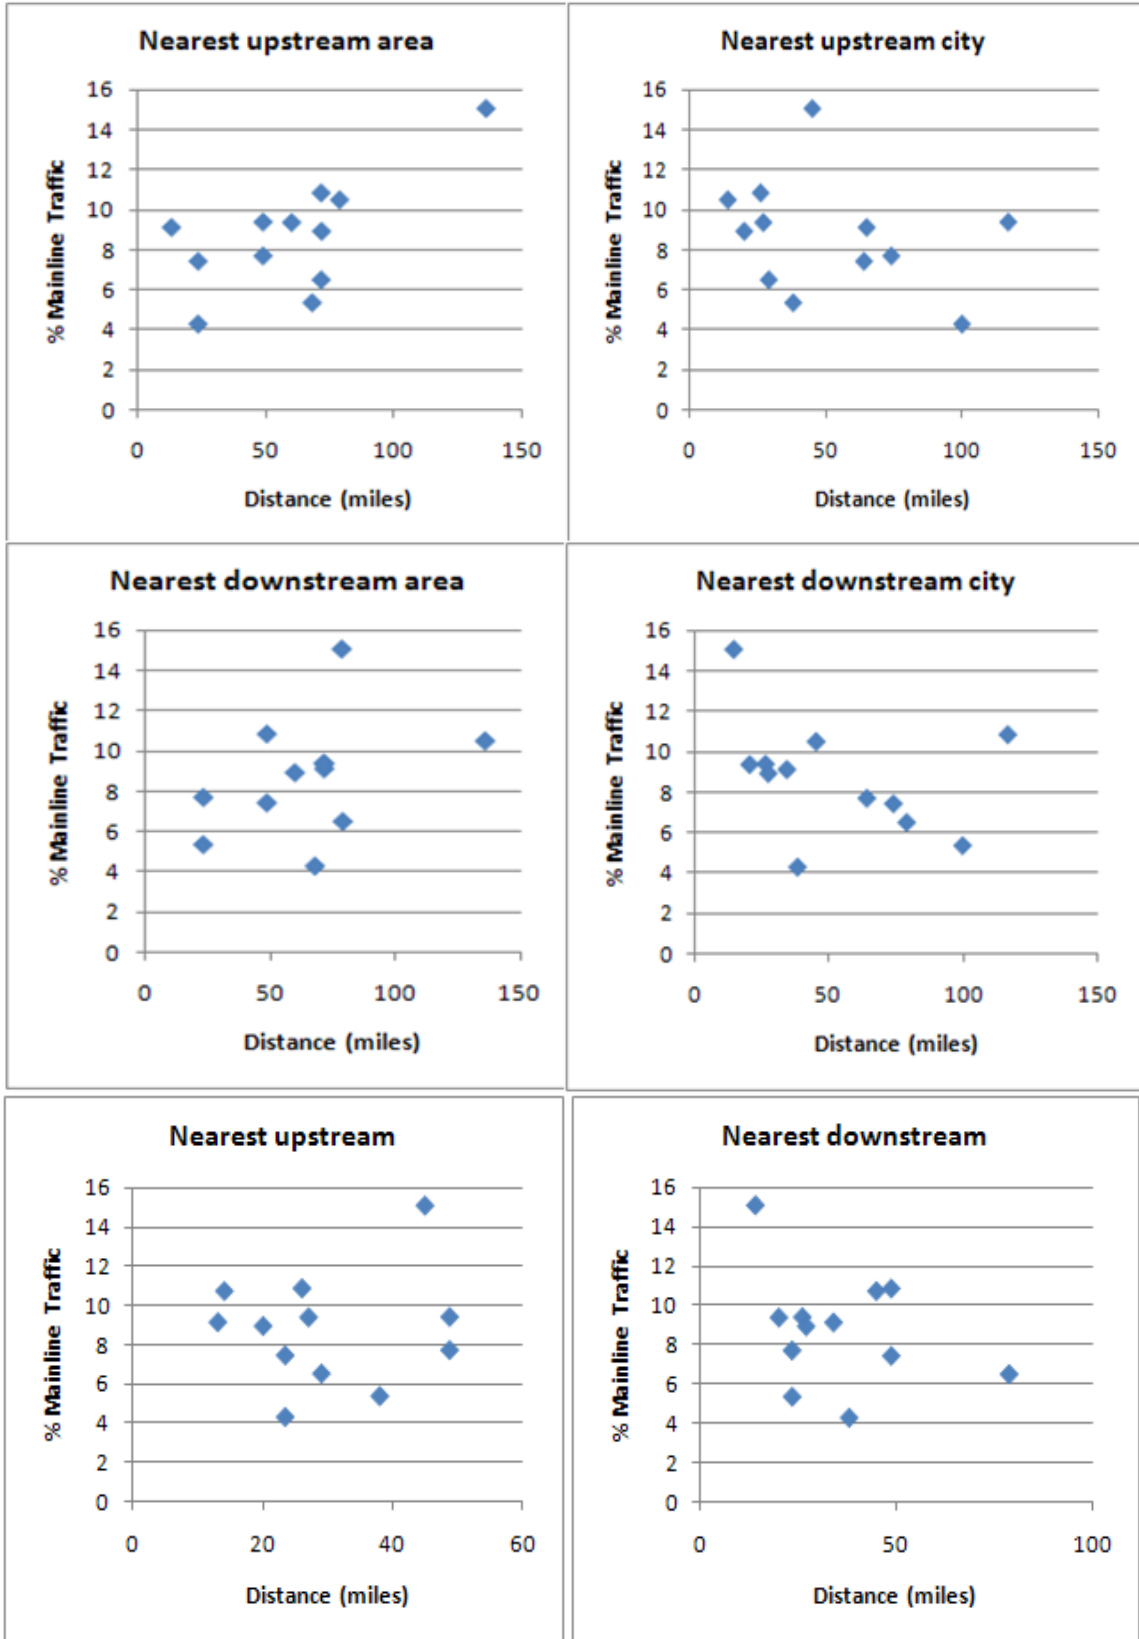 Nearest upstream area
% Mainline Traffic
16
14
12
10
8
6
4
2
0
0 50 100 150
Distance (miles)
Nearest upstream city
% Mainline Traffic
16
14
12
10
8
6
4
2
0
0 50 100 150
Distance (miles)
Nearest downstream area
% Mainline Traffic
16
14
12
10
8
6
4
2
0
0 50 100 150
Distance (miles)
Nearest downstream city
% Mainline Traffic
16
14
12
10
8
6
4
2
0
0 50 100 150
Distance (miles)
Nearest upstream
% Mainline Traffic
16
14
12
10
8
6
4
2
0
0 20 40 60
Distance (miles)
Nearest downstream
% Mainline Traffic
16
14
12
10
8
6
4
2
0
0 50 100
Distance (miles)